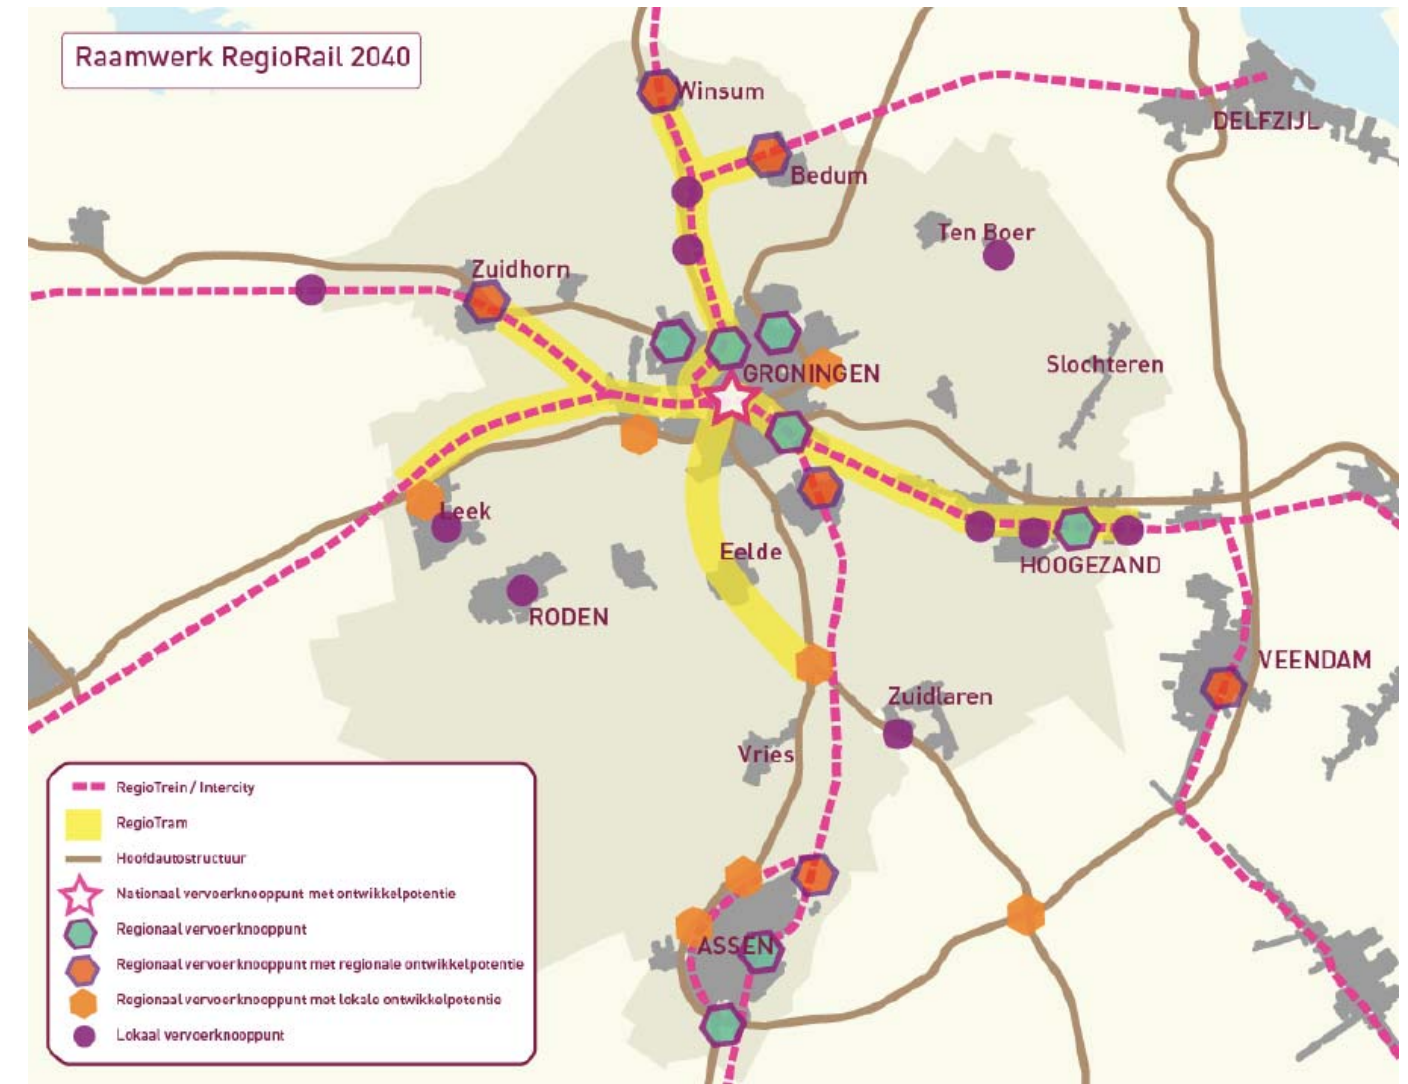 Raamwerk RegioRail 2040
Winsum
DELFZIJL
Bedum
Ten Boer
Zuidhorn
Slochteren
GRONINGEN
Leek
Eelde
HOOGEZAND
RODEN
VEENDAM
Zuidlaren
Vries
ASSEN
RegioTrein / Intercity
RegioTram
Hoofdautostructuur
Nationaal vervoerknooppunt met ontwikkelpotentie
Regionaal vervoerknooppunt
Regionaal vervoerknooppunt met regionale ontwikkelpotentie
Regionaal vervoerknooppunt met lokale ontwikkelpotentie
Lokaal vervoerknooppunt